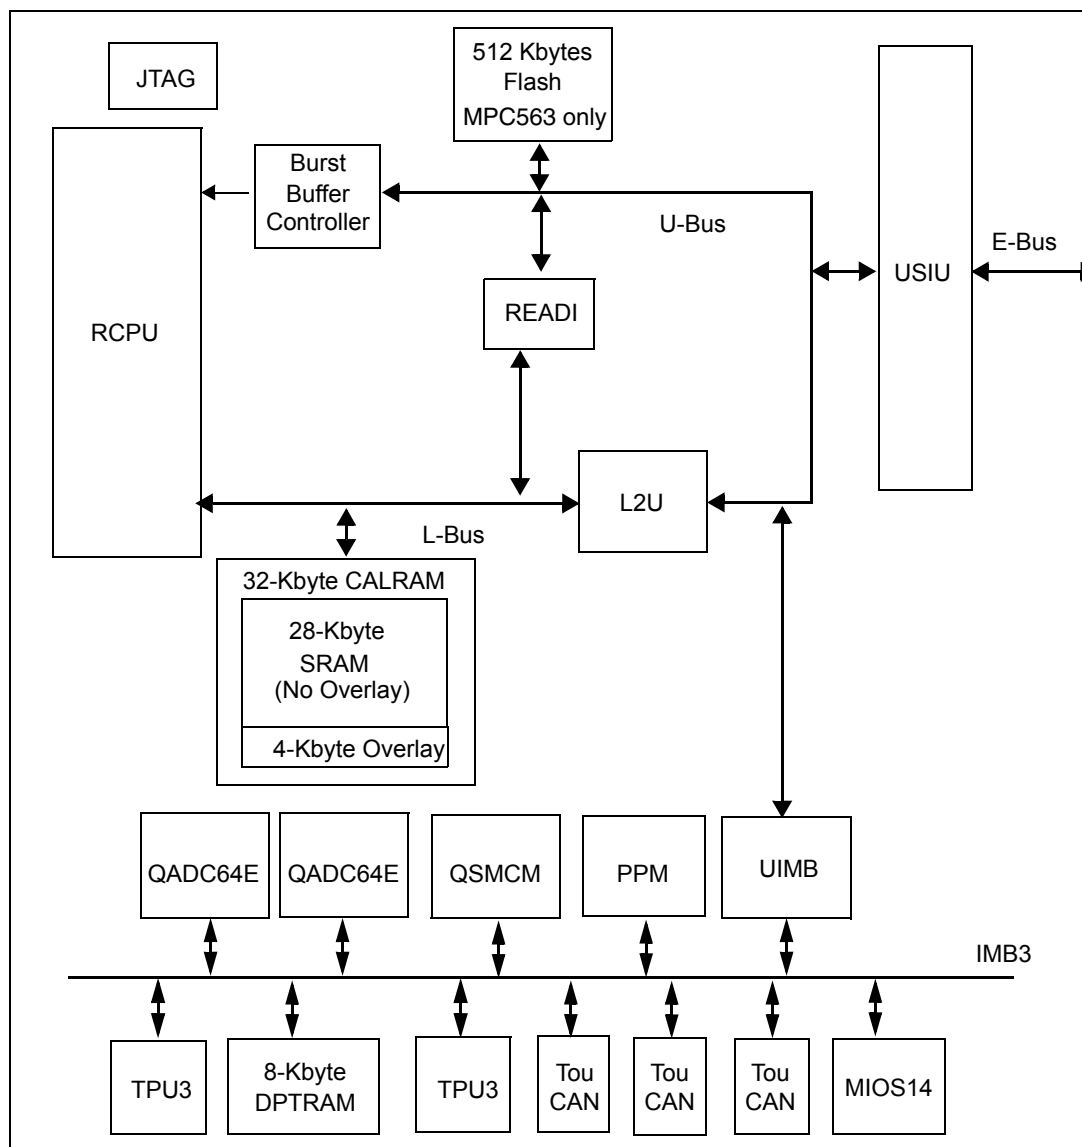 JTAG
512 Kbytes
Flash
MPC563 only
Burst
Buffer
Controller
U-Bus
E-Bus
USIU
READI
RCPU
L2U
L-Bus
32-Kbyte CALRAM
28-Kbyte
SRAM
(No Overlay)
4-Kbyte Overlay
QADC64E
QADC64E
QSMCM
PPM
UIMB
IMB3
TPU3
8-Kbyte
DPTRAM
TPU3
Tou
CAN
Tou
CAN
Tou
CAN
MIOS14